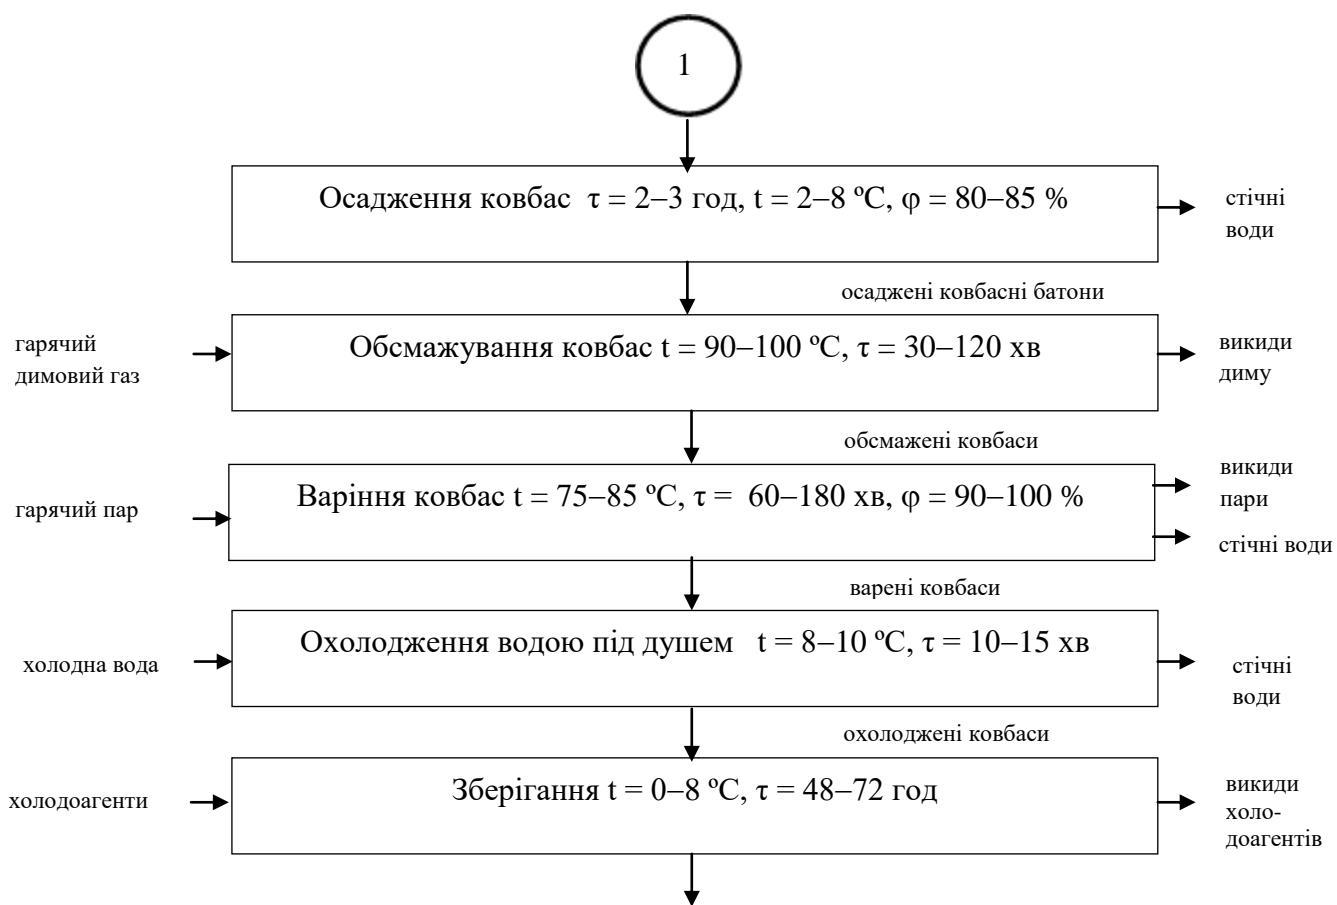 1
Осадження ковбас τ = 2–3 год, t = 2–8 ºС, φ = 80–85 %
стічні
води
осаджені ковбасні батони
гарячий
димовий газ
Обсмажування ковбас t = 90–100 ºС, τ = 30–120 хв
викиди
диму
обсмажені ковбаси
гарячий пар
Варіння ковбас t = 75–85 ºС, τ = 60–180 хв, φ = 90–100 %
викиди
пари
стічні води
варені ковбаси
холодна вода
Охолодження водою під душем t = 8–10 ºС, τ = 10–15 хв
стічні
води
охолоджені ковбаси
холодоагенти
Зберігання t = 0–8 ºС, τ = 48–72 год
викиди
холо-
доагентів